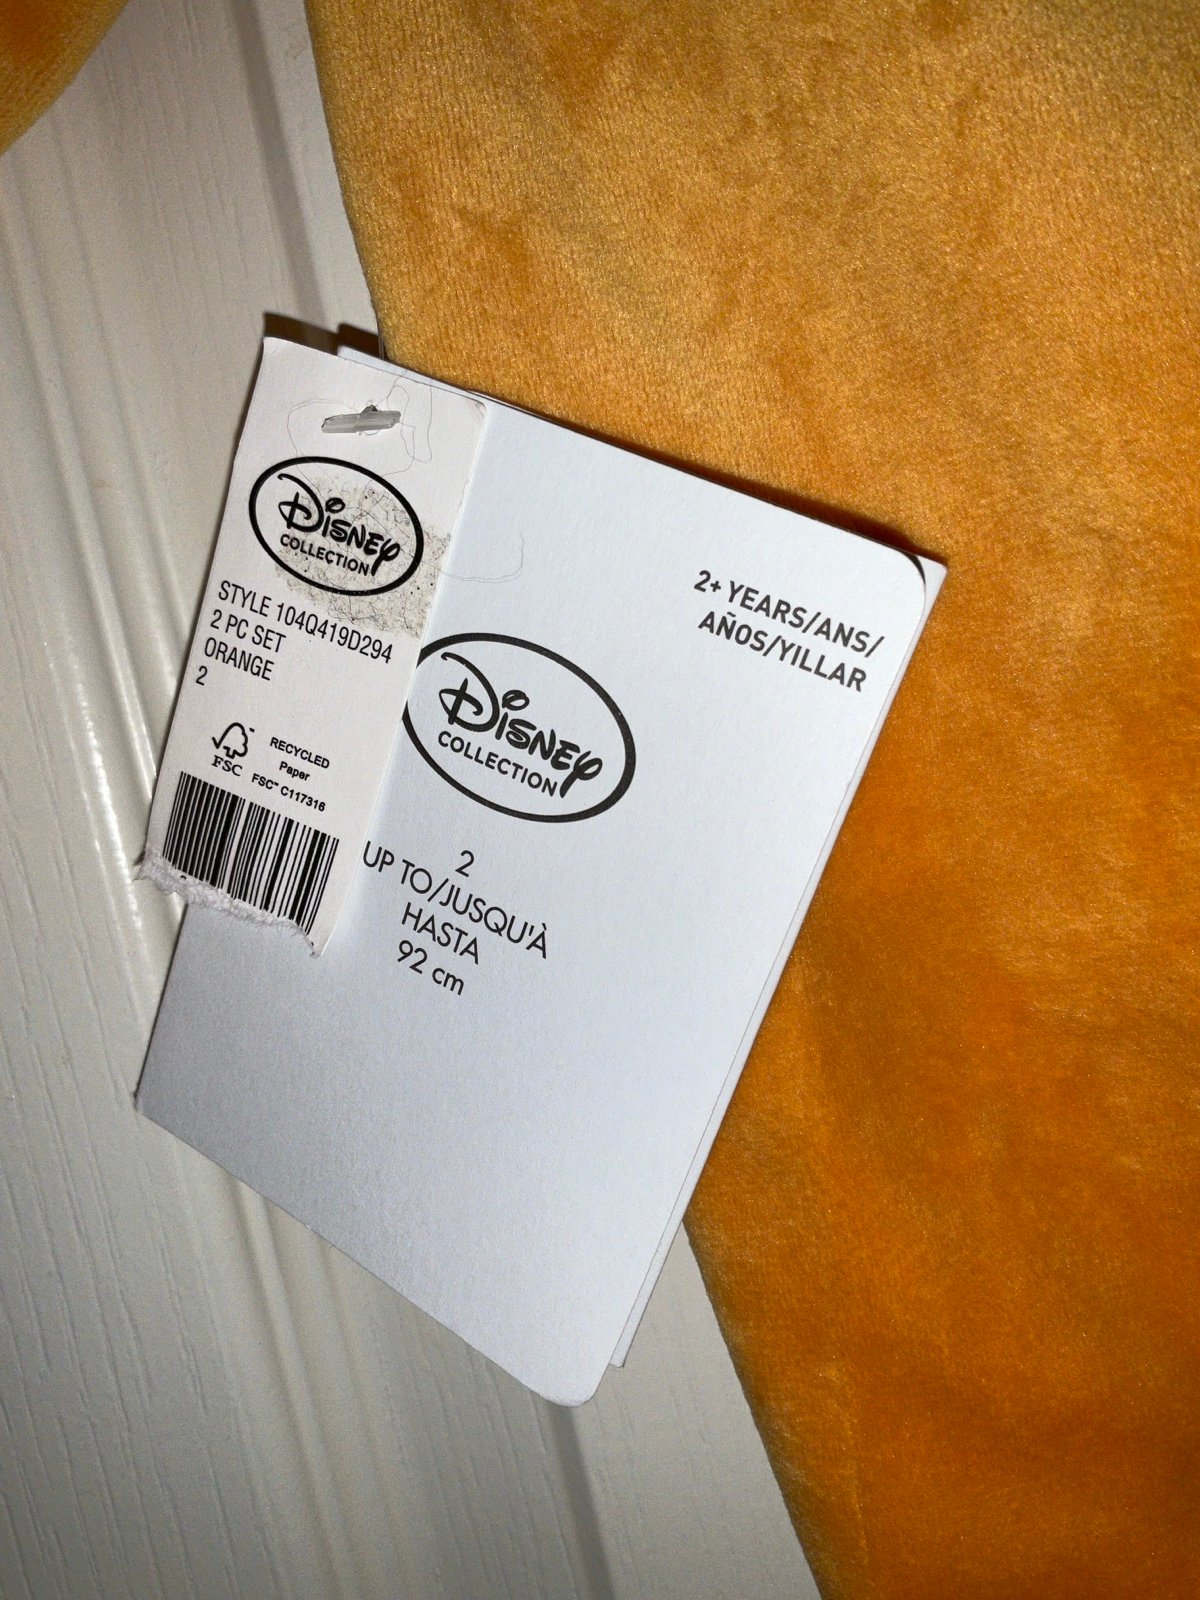 DISNEY
COLLECTION
STYLE 104Q419D294
2 PC SET
ORANGE
2
FSC
RECYCLED
Paper
FSC™ C117316
2+ YEARS/ANS/
AÑOS/YILLAR
DISNEY
COLLECTION
2
UP TO/JUSQU'À
HASTA
92 cm